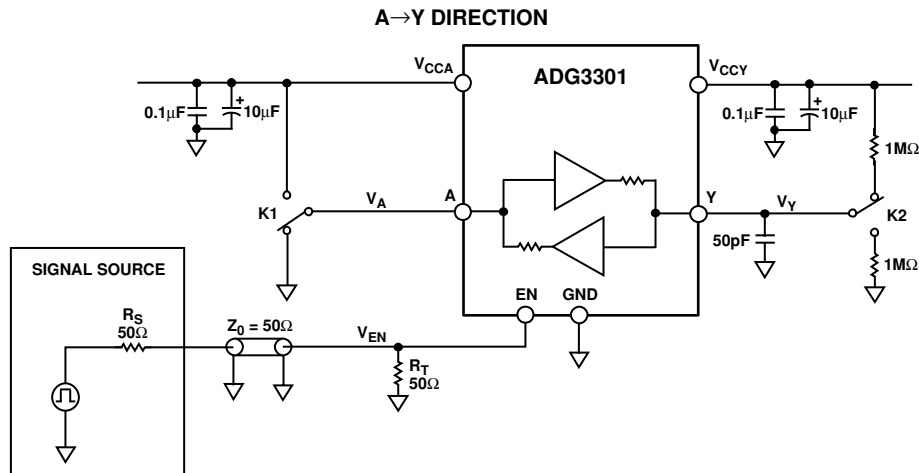 A→Y DIRECTION
V_CCA
ADG3301
V_CCY
0.1µF
+
10µF
0.1µF
+
10µF
1MΩ
K1
V_A
A
Y
V_Y
K2
50pF
1MΩ
SIGNAL SOURCE
EN
GND
R_S
50Ω
Z_0 = 50Ω
V_EN
R_T
50Ω